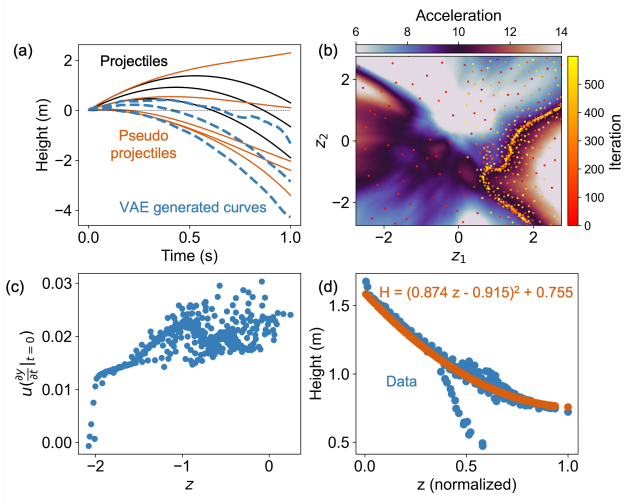 (a)
Projectiles
Pseudo
projectiles
VAE generated curves
Height (m)
2
0
−2
−4
0.0
0.5
1.0
Time (s)
(b)
Acceleration
6
8
10
12
14
z2
2
0
−2
−2
0
2
z1
500
400
300
200
100
0
Iteration
(c)
u(∂y/∂t|t=0)
0.03
0.02
0.01
0.00
−2
−1
0
z
(d)
H = (0.874 z - 0.915)² + 0.755
Data
Height (m)
1.5
1.0
0.5
0.0
0.5
1.0
z (normalized)